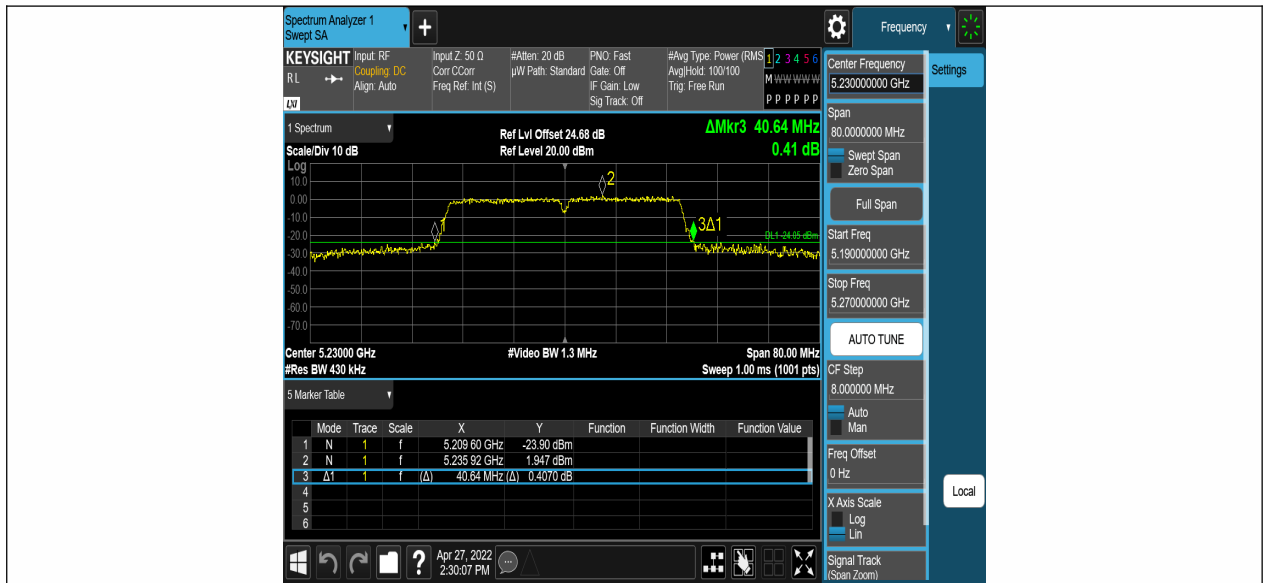 Spectrum Analyzer 1
Swept SA
+
Frequency
KEYSIGHT Input: RF Input Z: 50 Ω #Atten: 20 dB PNO: Fast #Avg Type: Power (RMS 1 2 3 4 5 6
RL Coupling: DC Corr CCorr µW Path: Standard Gate: Off Avg|Hold: 100/100 M W W W W W
Align: Auto Freq Ref: Int (S) IF Gain: Low Trig: Free Run
LXI Sig Track: Off P P P P P P
Center Frequency
5.230000000 GHz
Settings
Span
80.0000000 MHz
Swept Span
Zero Span
Full Span
Start Freq
5.190000000 GHz
Stop Freq
5.270000000 GHz
AUTO TUNE
CF Step
8.000000 MHz
Auto
Man
Freq Offset
0 Hz
X Axis Scale
Log
Lin
Signal Track
(Span Zoom)
Local
1 Spectrum
Ref Lvl Offset 24.68 dB ΔMkr3 40.64 MHz
Scale/Div 10 dB Ref Level 20.00 dBm 0.41 dB
Log
10.0
0.00
-10.0
-20.0
-30.0
-40.0
-50.0
-60.0
-70.0
1
2
3Δ1
DL1 -24.05 dBm
Center 5.23000 GHz #Video BW 1.3 MHz Span 80.00 MHz
#Res BW 430 kHz Sweep 1.00 ms (1001 pts)
5 Marker Table
Mode Trace Scale X Y Function Function Width Function Value
1 N 1 f 5.209 60 GHz -23.90 dBm
2 N 1 f 5.235 92 GHz 1.947 dBm
3 Δ1 1 f (Δ) 40.64 MHz (Δ) 0.4070 dB
4
5
6
?
Apr 27, 2022
2:30:07 PM